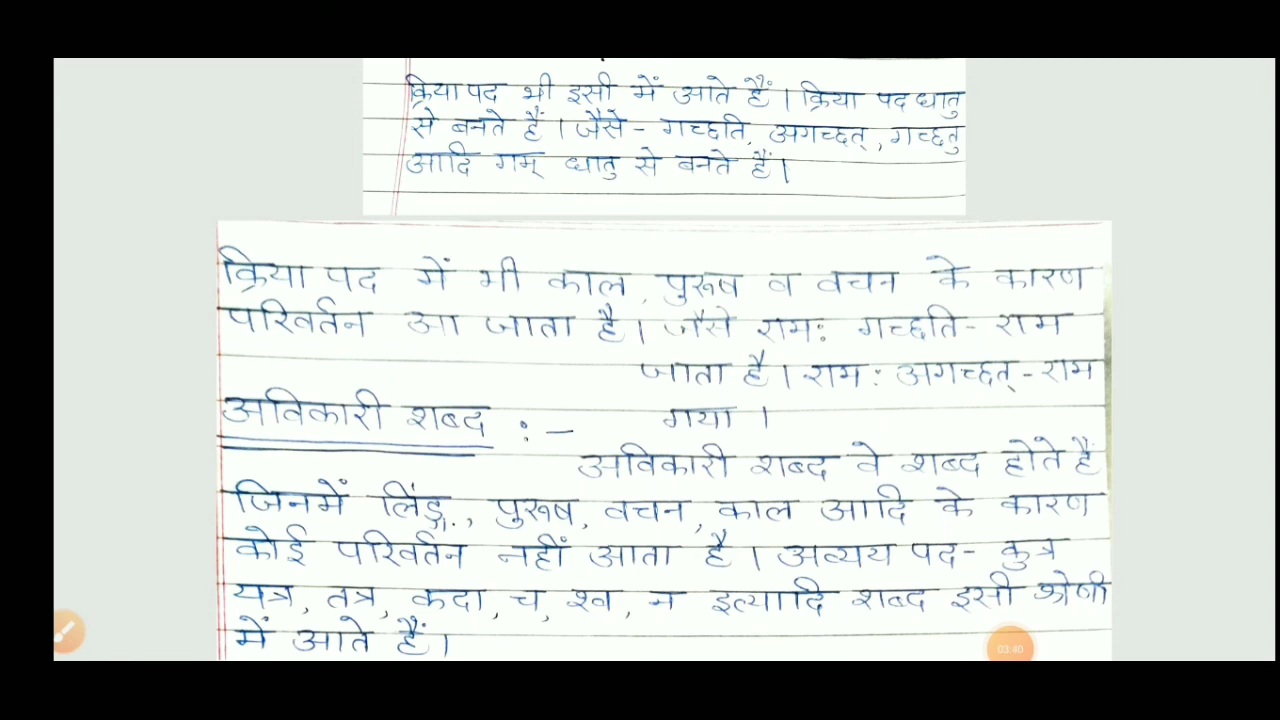 क्रिया पद भी इसी में आते हैं। क्रिया पद धातु
से बनते हैं। जैसे - गच्छति, अगच्छत्, गच्छतु
आदि गम् धातु से बनते हैं।
क्रिया पद में भी काल, पुरूष व वचन के कारण
परिवर्तन आ जाता है। जैसे रामः गच्छति - राम
जाता है। रामः अगच्छत् - राम
गया।
अविकारी शब्द :-
अविकारी शब्द वे शब्द होते हैं
जिनमें लिंङ्ग, पुरूष, वचन, काल आदि के कारण
कोई परिवर्तन नहीं आता है। अव्यय पद - कुत्र
यत्र, तत्र, कदा, च, श्व, न इत्यादि शब्द इसी श्रेणी
में आते हैं।
03:40